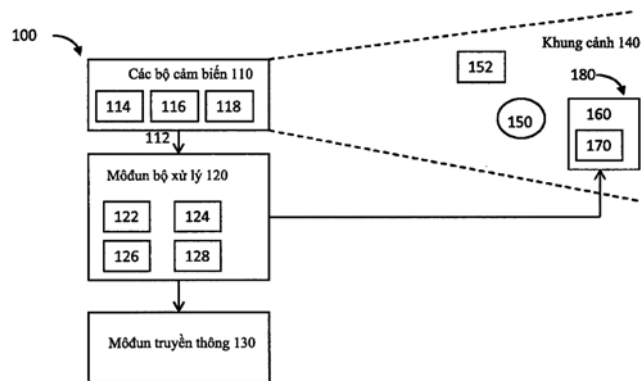 100
Các bộ cảm biến 110
114 116 118
112
Khung cảnh 140
152
180
150
160
170
Môđun bộ xử lý 120
122 124
126 128
Môđun truyền thông 130